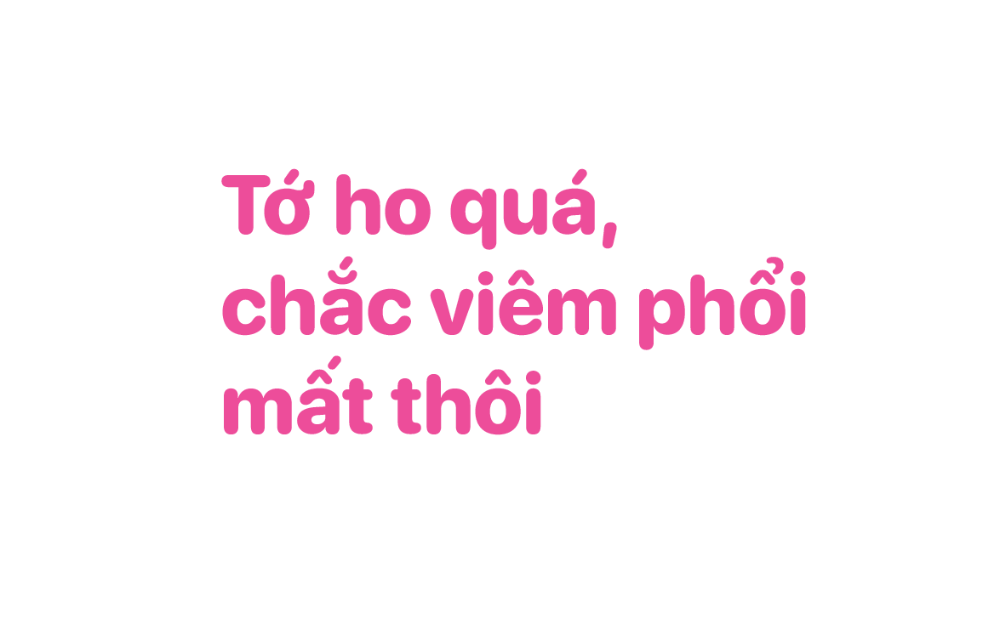 Tớ ho quá,
chắc viêm phổi
mất thôi